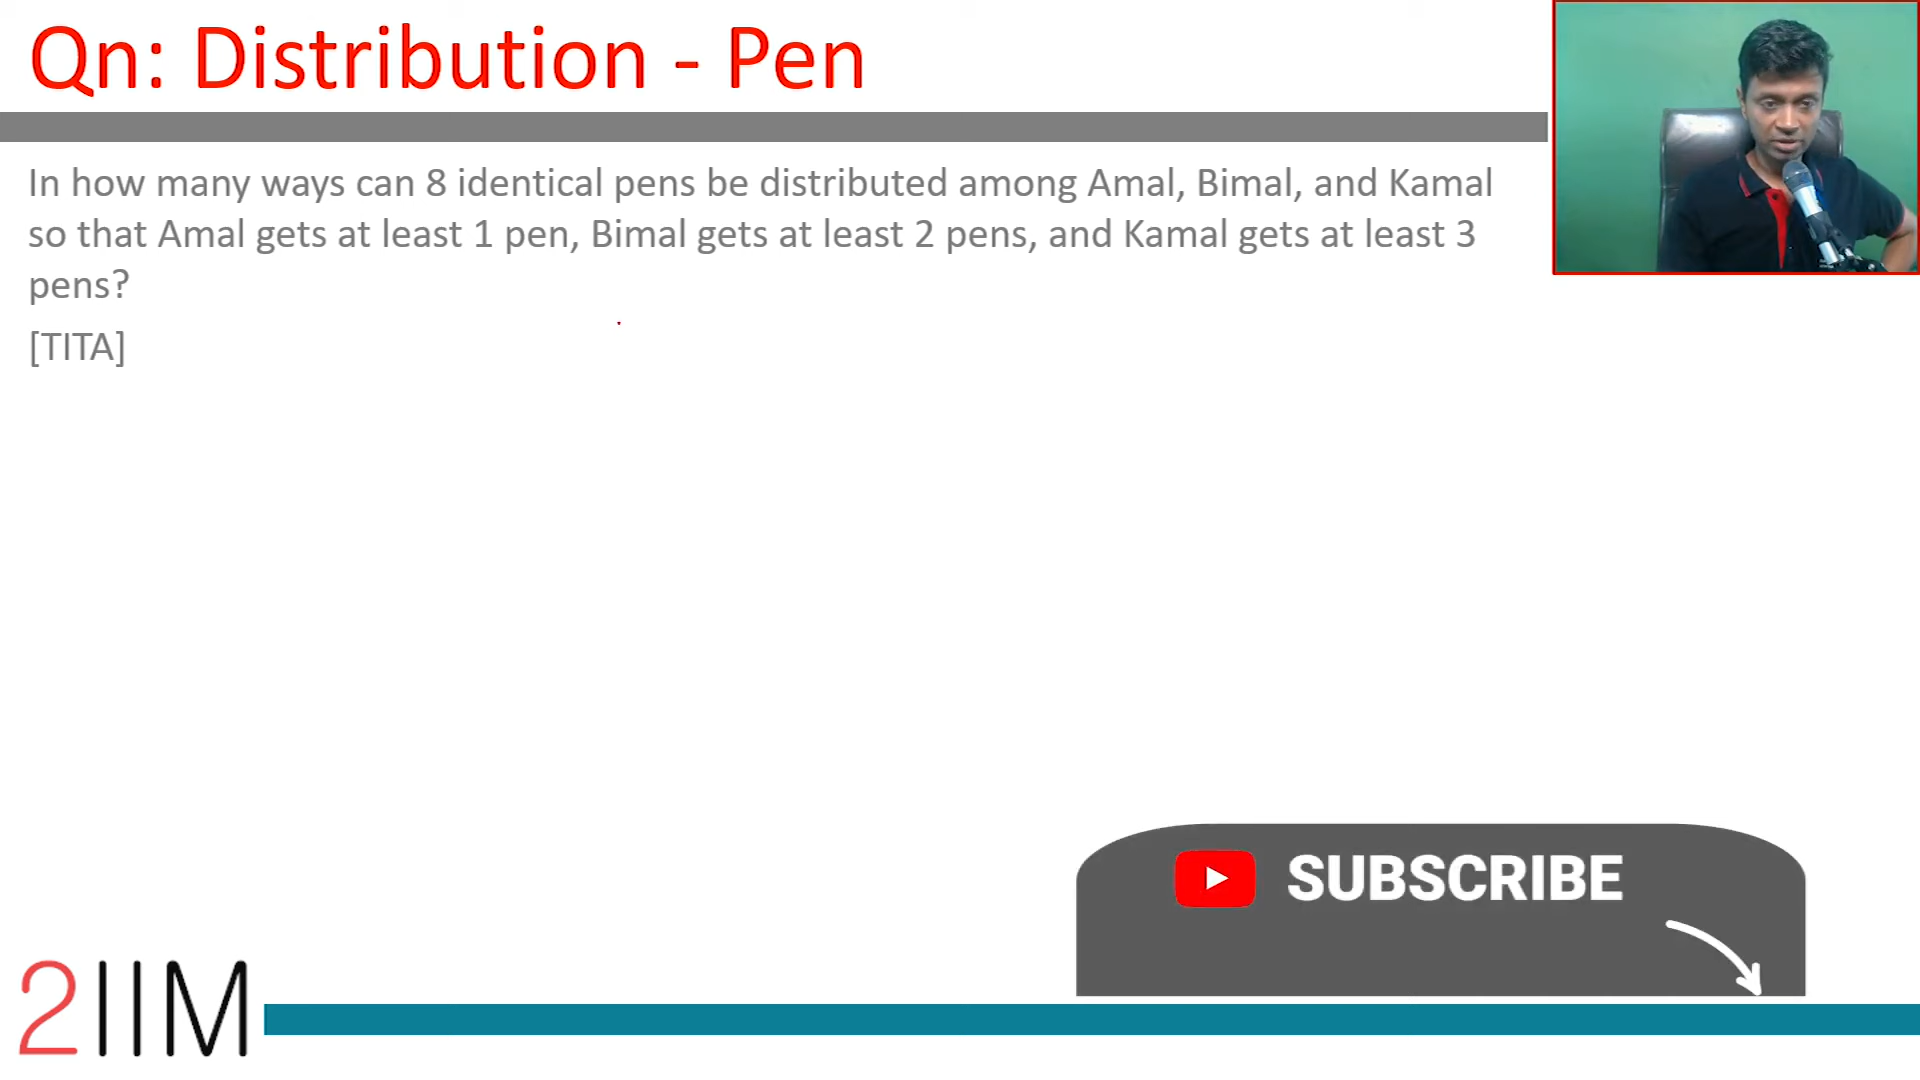 Qn: Distribution - Pen
In how many ways can 8 identical pens be distributed among Amal, Bimal, and Kamal
so that Amal gets at least 1 pen, Bimal gets at least 2 pens, and Kamal gets at least 3
pens?
[TITA]
SUBSCRIBE
2IIM